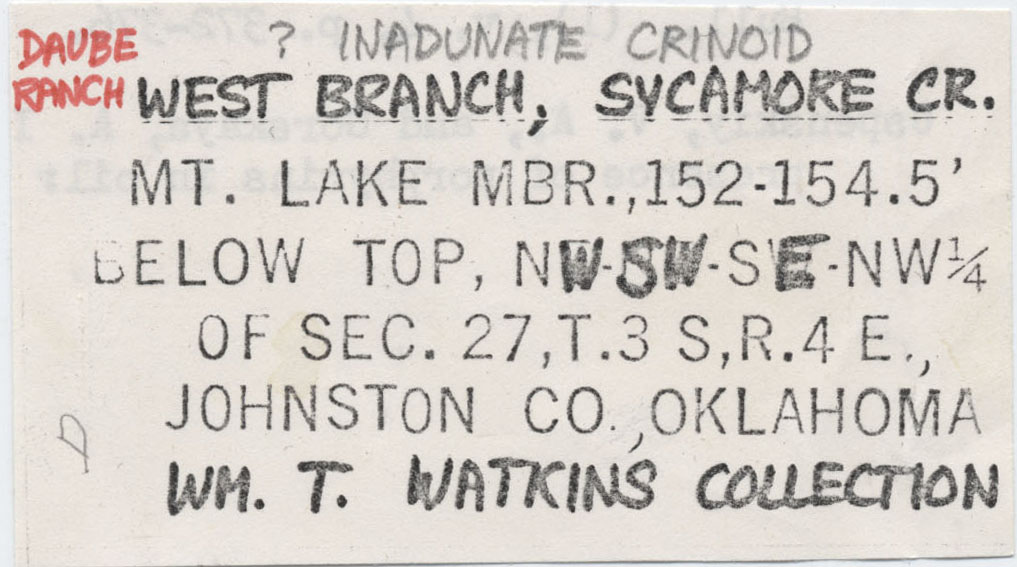 DAUBE RANCH
? INADUNATE CRINOID
WEST BRANCH, SYCAMORE CR.
MT. LAKE MBR.,152-154.5'
BELOW TOP, NW-SW-SE-NW¼
OF SEC. 27,T.3 S,R.4 E.,
JOHNSTON CO.,OKLAHOMA
D
WM. T. WATKINS COLLECTION